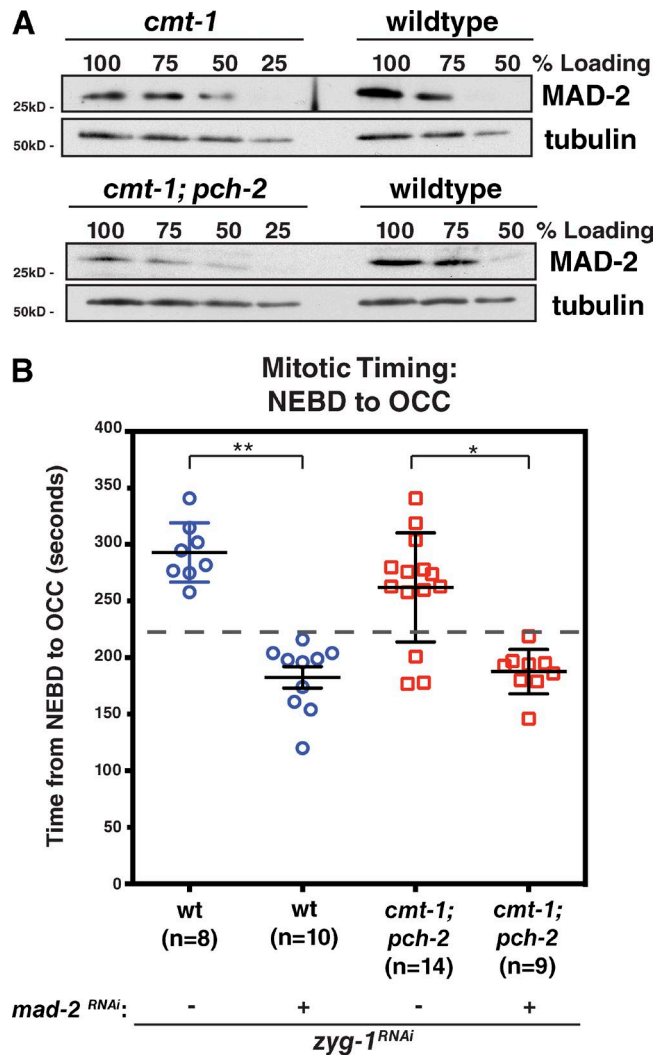 A
cmt-1 wildtype
100 75 50 25 100 75 50 % Loading
25kD - MAD-2
50kD - tubulin
cmt-1; pch-2 wildtype
100 75 50 25 100 75 50 % Loading
25kD - MAD-2
50kD - tubulin
B
Mitotic Timing:
NEBD to OCC
Time from NEBD to OCC (seconds)
400
350
300
250
200
150
100
50
0
** *
wt wt cmt-1; cmt-1;
(n=8) (n=10) pch-2 pch-2
(n=14) (n=9)
mad-2 RNAi: - + - +
zyg-1RNAi